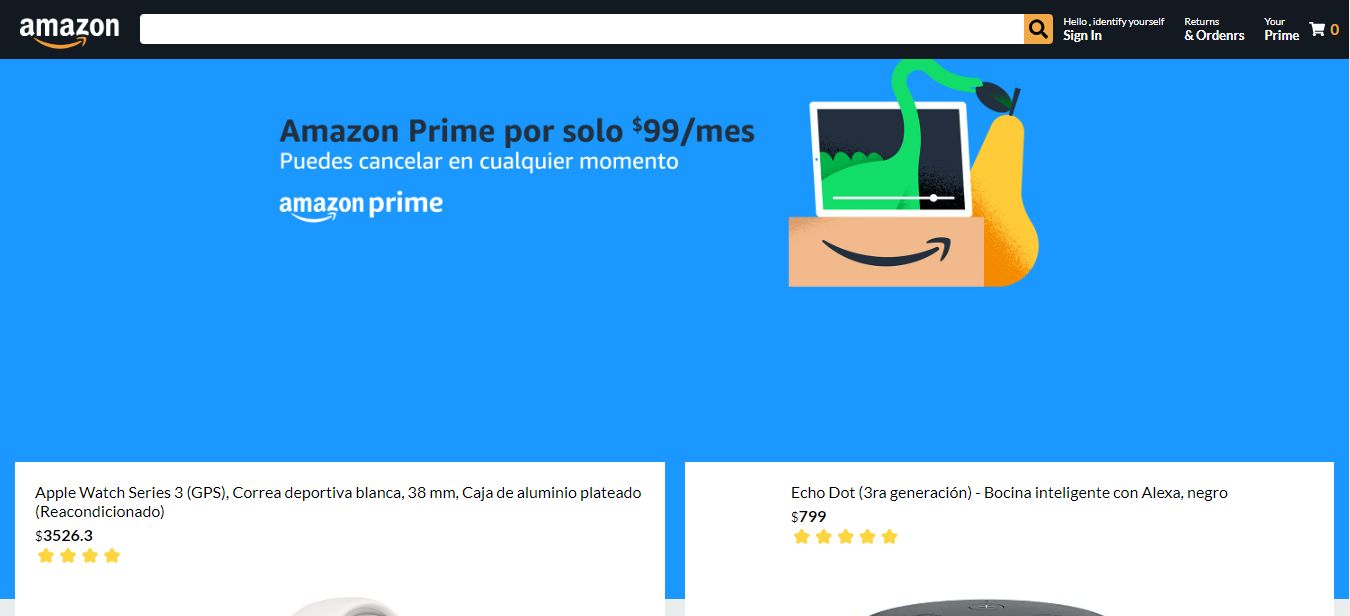 amazon
Hello , identify yourself
Sign In
Returns
& Ordenrs
Your
Prime
0
Amazon Prime por solo $99/mes
Puedes cancelar en cualquier momento
amazon prime
Apple Watch Series 3 (GPS), Correa deportiva blanca, 38 mm, Caja de aluminio plateado
(Reacondicionado)
$3526.3
Echo Dot (3ra generación) - Bocina inteligente con Alexa, negro
$799